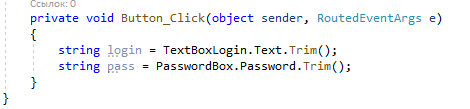 Ссылок: 0
private void Button_Click(object sender, RoutedEventArgs e)
{
string login = TextBoxLogin.Text.Trim();
string pass = PasswordBox.Password.Trim();
}
}